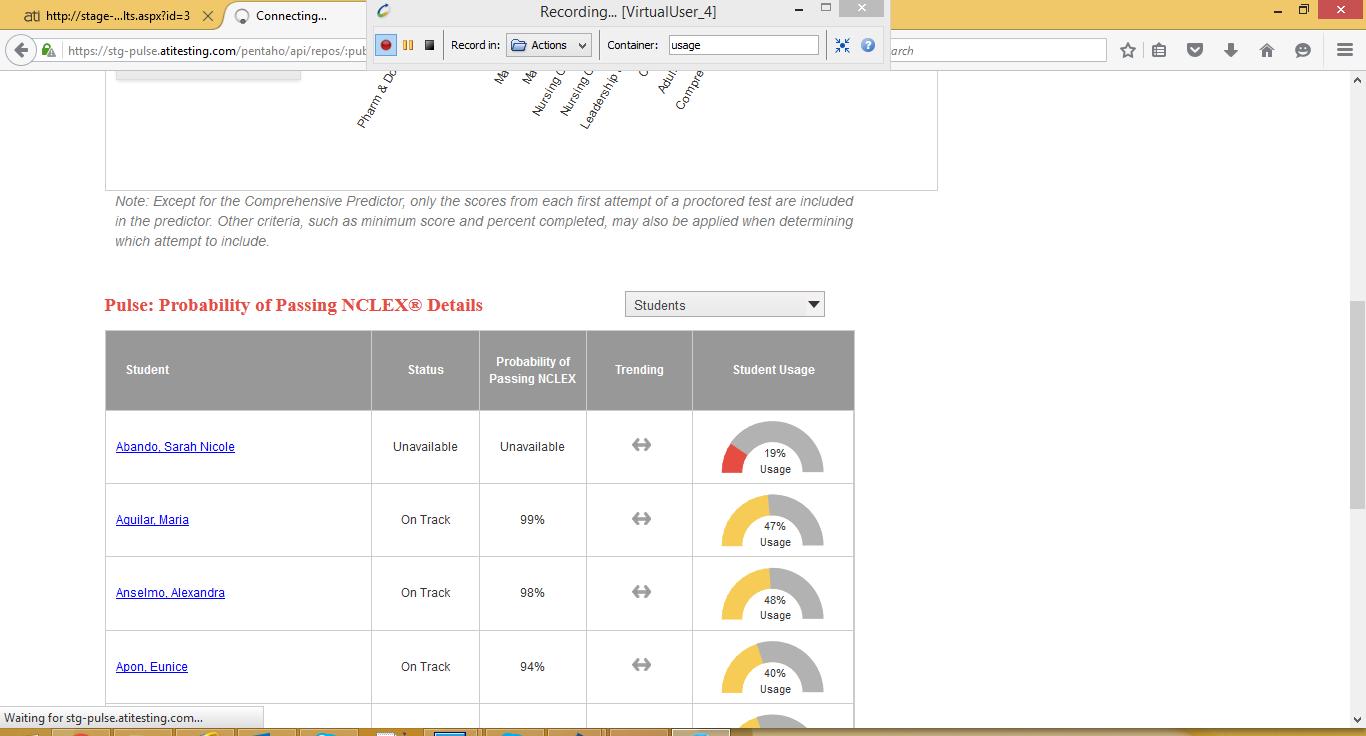 ati http://stage-...lts.aspx?id=3
Connecting...
Recording... [VirtualUser_4]
https://stg-pulse.atitesting.com/pentaho/api/repos/:pub
Record in: Actions
Container: usage
arch
Pharm & Do
Ma
Ma
Nursing C
Nursing C
Leadership
C
Adul
Compre
Note: Except for the Comprehensive Predictor, only the scores from each first attempt of a proctored test are included
in the predictor. Other criteria, such as minimum score and percent completed, may also be applied when determining
which attempt to include.
Pulse: Probability of Passing NCLEX® Details
Students
Student Status Probability of Passing NCLEX Trending Student Usage
Abando, Sarah Nicole Unavailable Unavailable 19% Usage
Aquilar, Maria On Track 99% 47% Usage
Anselmo, Alexandra On Track 98% 48% Usage
Apon, Eunice On Track 94% 40% Usage
Waiting for stg-pulse.atitesting.com...